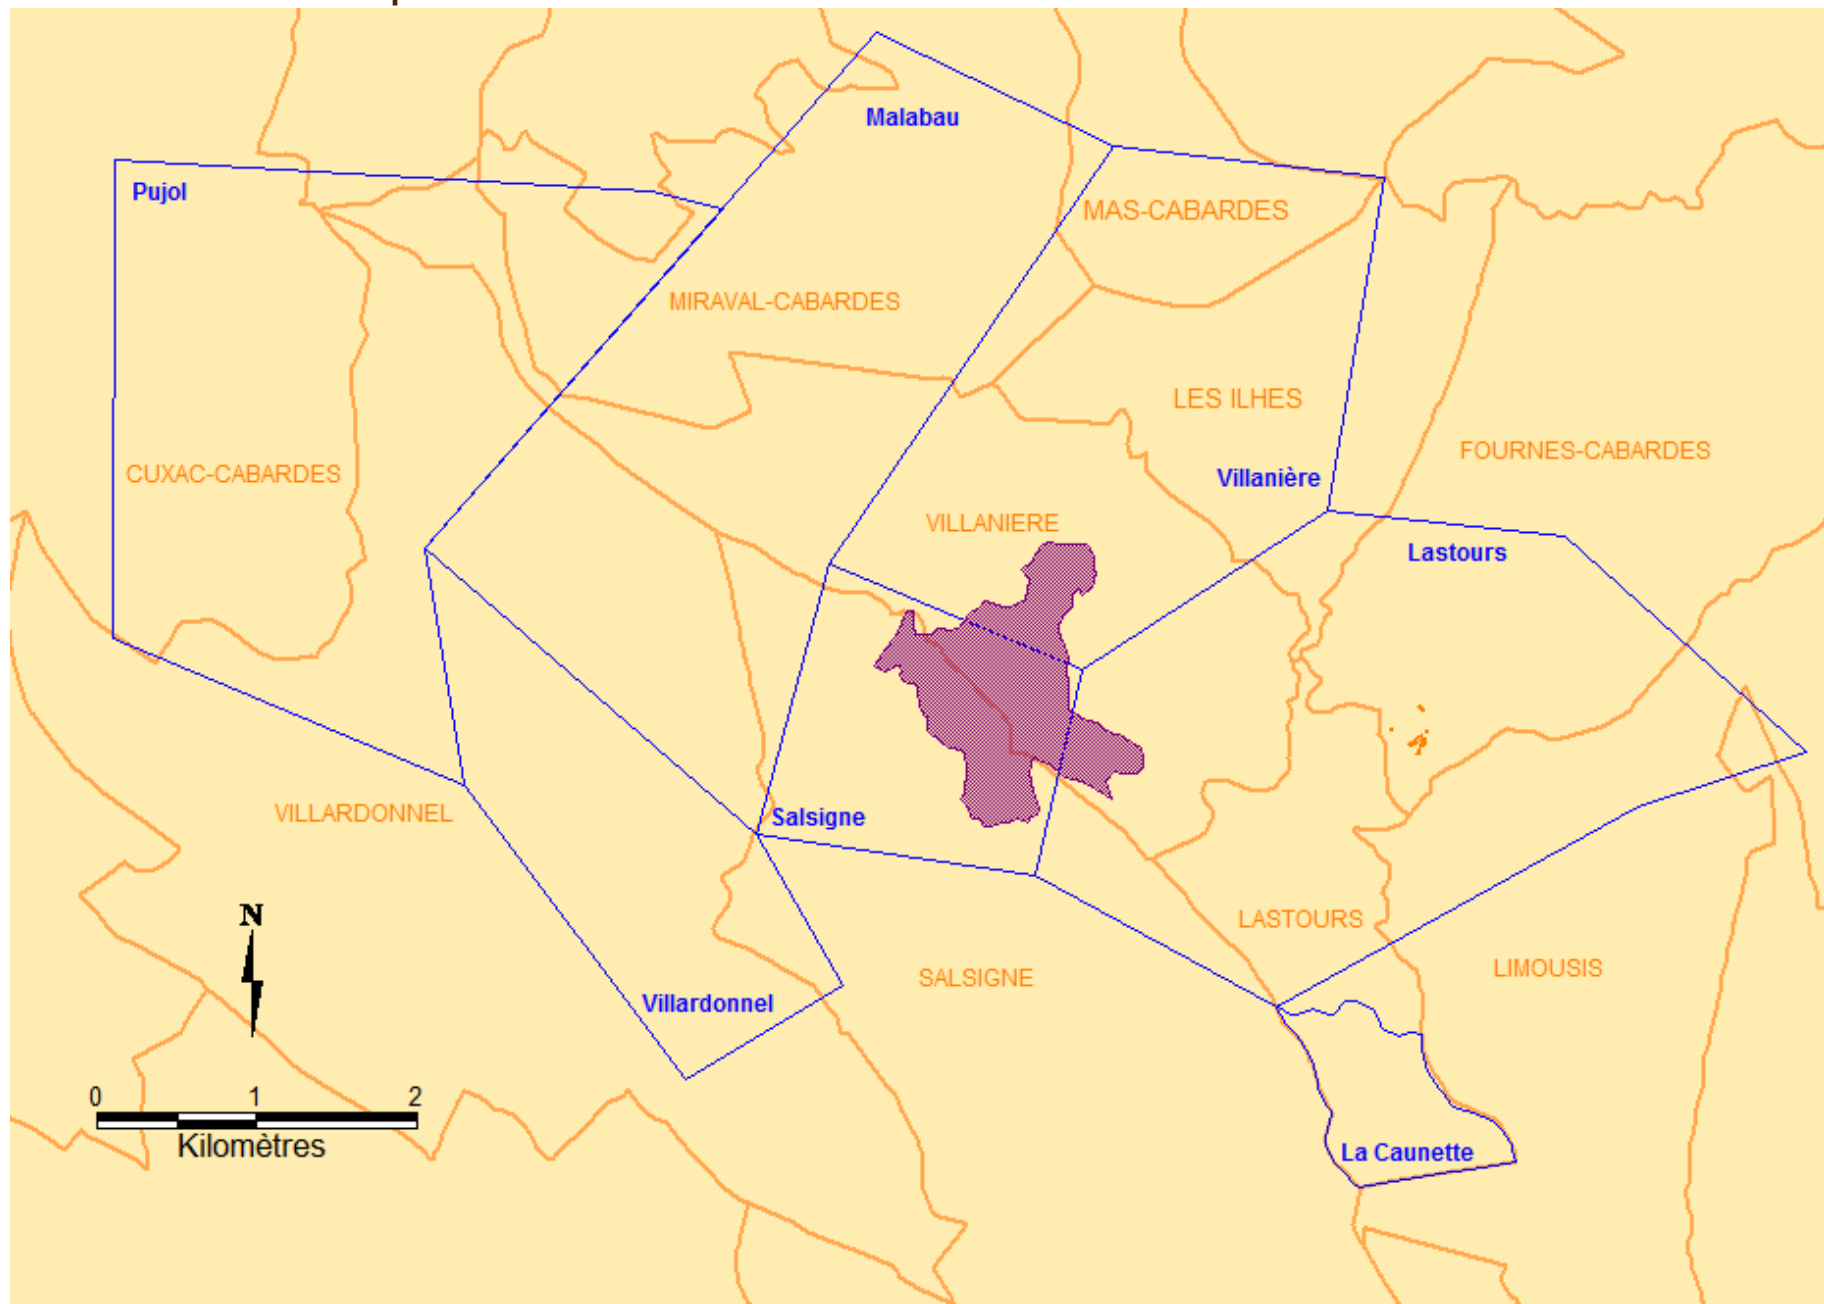 Malabau
Pujol
MAS-CABARDES
MIRAVAL-CABARDES
LES ILHES
FOURNES-CABARDES
CUXAC-CABARDES
Villanière
VILLANIERE
Lastours
VILLARDONNEL
Salsigne
N
LASTOURS
LIMOUSIS
SALSIGNE
Villardonnel
0 1 2
Kilomètres
La Caunette